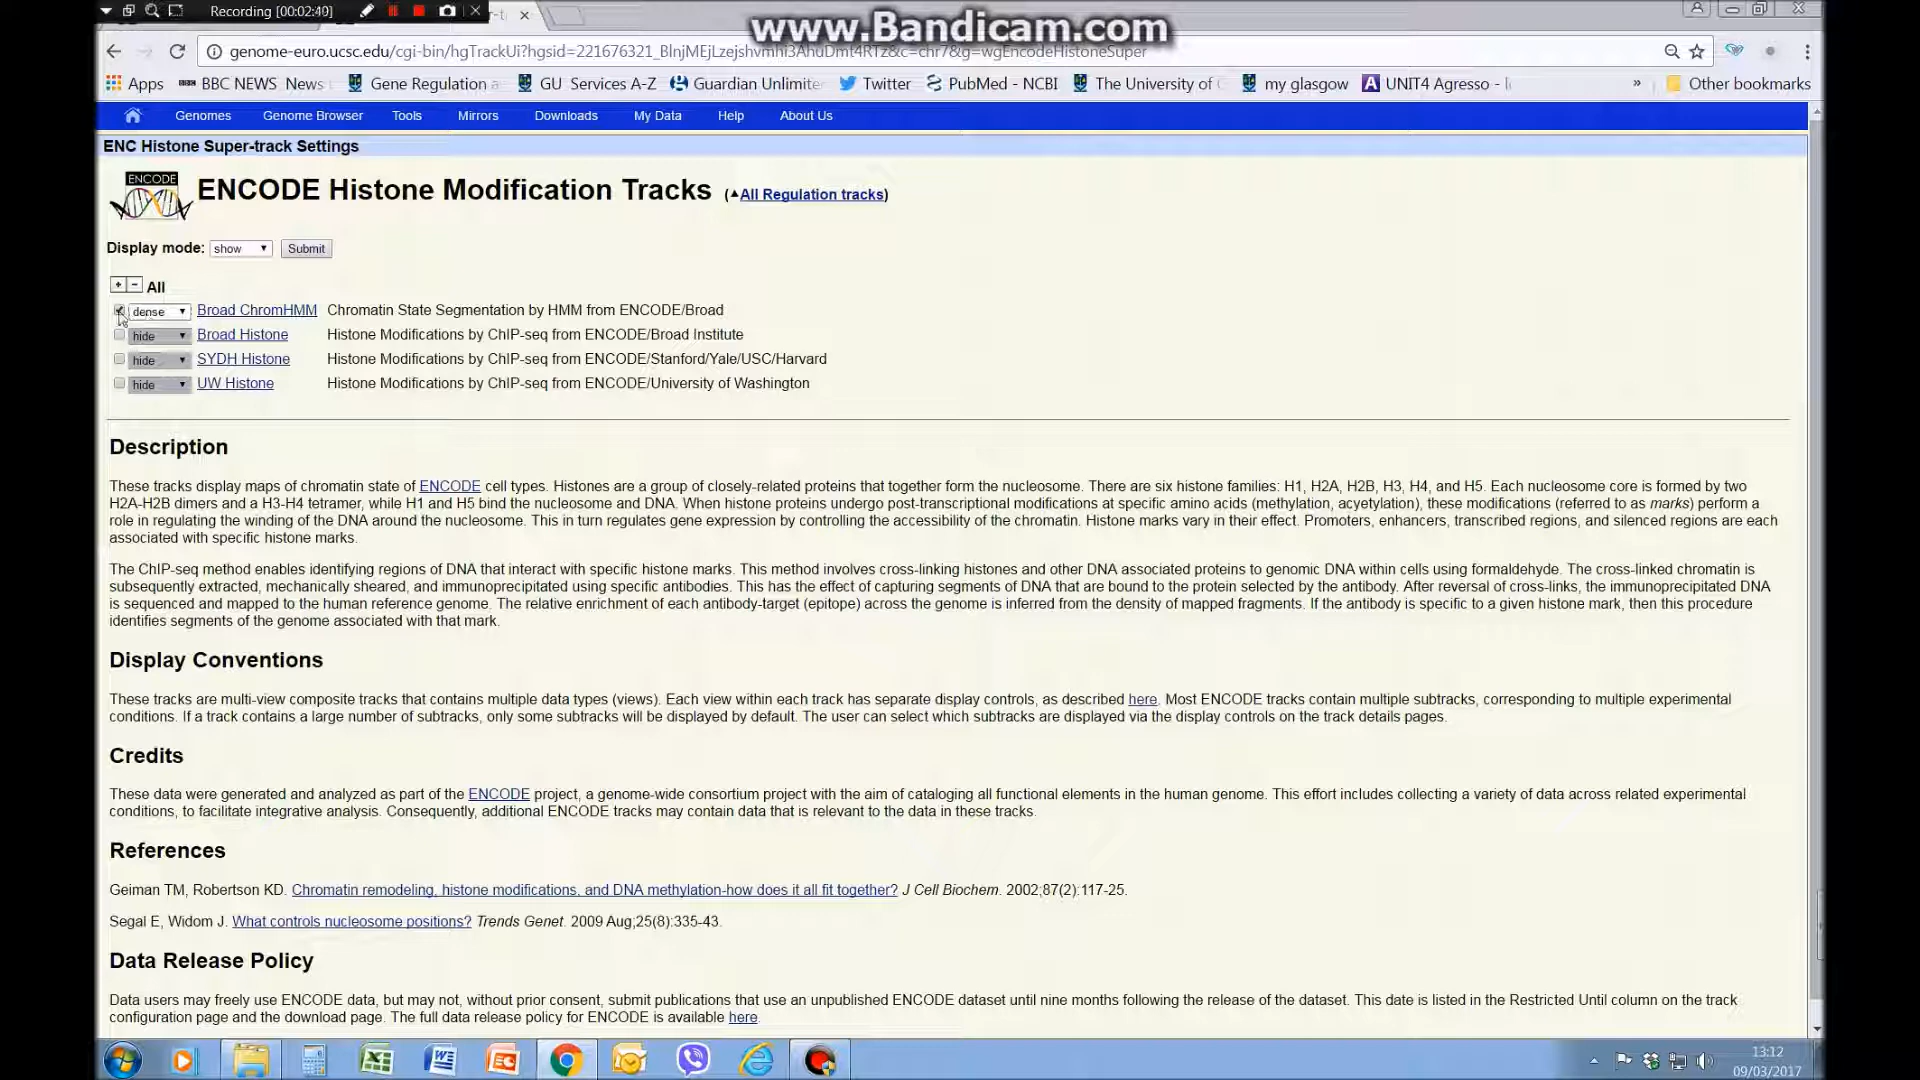 Recording [00:02:40]
www.Bandicam.com
genome-euro.ucsc.edu/cgi-bin/hgTrackUi?hgsid=221676321_BlnjMEjLzejshvmhi3AhuDmf4RTz&c=chr7&g=wgEncodeHistoneSuper
Apps BBC NEWS News Gene Regulation a GU Services A-Z Guardian Unlimite Twitter PubMed - NCBI The University of my glasgow UNIT4 Agresso - » Other bookmarks
Genomes Genome Browser Tools Mirrors Downloads My Data Help About Us
ENC Histone Super-track Settings
ENCODE
ENCODE Histone Modification Tracks (All Regulation tracks)
Display mode: show Submit
+ - All
dense Broad ChromHMM Chromatin State Segmentation by HMM from ENCODE/Broad
hide Broad Histone Histone Modifications by ChIP-seq from ENCODE/Broad Institute
hide SYDH Histone Histone Modifications by ChIP-seq from ENCODE/Stanford/Yale/USC/Harvard
hide UW Histone Histone Modifications by ChIP-seq from ENCODE/University of Washington
Description
These tracks display maps of chromatin state of ENCODE cell types. Histones are a group of closely-related proteins that together form the nucleosome. There are six histone families: H1, H2A, H2B, H3, H4, and H5. Each nucleosome core is formed by two
H2A-H2B dimers and a H3-H4 tetramer, while H1 and H5 bind the nucleosome and DNA. When histone proteins undergo post-transcriptional modifications at specific amino acids (methylation, acyetylation), these modifications (referred to as marks) perform a
role in regulating the winding of the DNA around the nucleosome. This in turn regulates gene expression by controlling the accessibility of the chromatin. Histone marks vary in their effect. Promoters, enhancers, transcribed regions, and silenced regions are each
associated with specific histone marks.
The ChIP-seq method enables identifying regions of DNA that interact with specific histone marks. This method involves cross-linking histones and other DNA associated proteins to genomic DNA within cells using formaldehyde. The cross-linked chromatin is
subsequently extracted, mechanically sheared, and immunoprecipitated using specific antibodies. This has the effect of capturing segments of DNA that are bound to the protein selected by the antibody. After reversal of cross-links, the immunoprecipitated DNA
is sequenced and mapped to the human reference genome. The relative enrichment of each antibody-target (epitope) across the genome is inferred from the density of mapped fragments. If the antibody is specific to a given histone mark, then this procedure
identifies segments of the genome associated with that mark.
Display Conventions
These tracks are multi-view composite tracks that contains multiple data types (views). Each view within each track has separate display controls, as described here. Most ENCODE tracks contain multiple subtracks, corresponding to multiple experimental
conditions. If a track contains a large number of subtracks, only some subtracks will be displayed by default. The user can select which subtracks are displayed via the display controls on the track details pages.
Credits
These data were generated and analyzed as part of the ENCODE project, a genome-wide consortium project with the aim of cataloging all functional elements in the human genome. This effort includes collecting a variety of data across related experimental
conditions, to facilitate integrative analysis. Consequently, additional ENCODE tracks may contain data that is relevant to the data in these tracks.
References
Geiman TM, Robertson KD. Chromatin remodeling, histone modifications, and DNA methylation-how does it all fit together? J Cell Biochem. 2002;87(2):117-25.
Segal E, Widom J. What controls nucleosome positions? Trends Genet. 2009 Aug;25(8):335-43.
Data Release Policy
Data users may freely use ENCODE data, but may not, without prior consent, submit publications that use an unpublished ENCODE dataset until nine months following the release of the dataset. This date is listed in the Restricted Until column on the track
configuration page and the download page. The full data release policy for ENCODE is available here.
13:12
09/03/2017